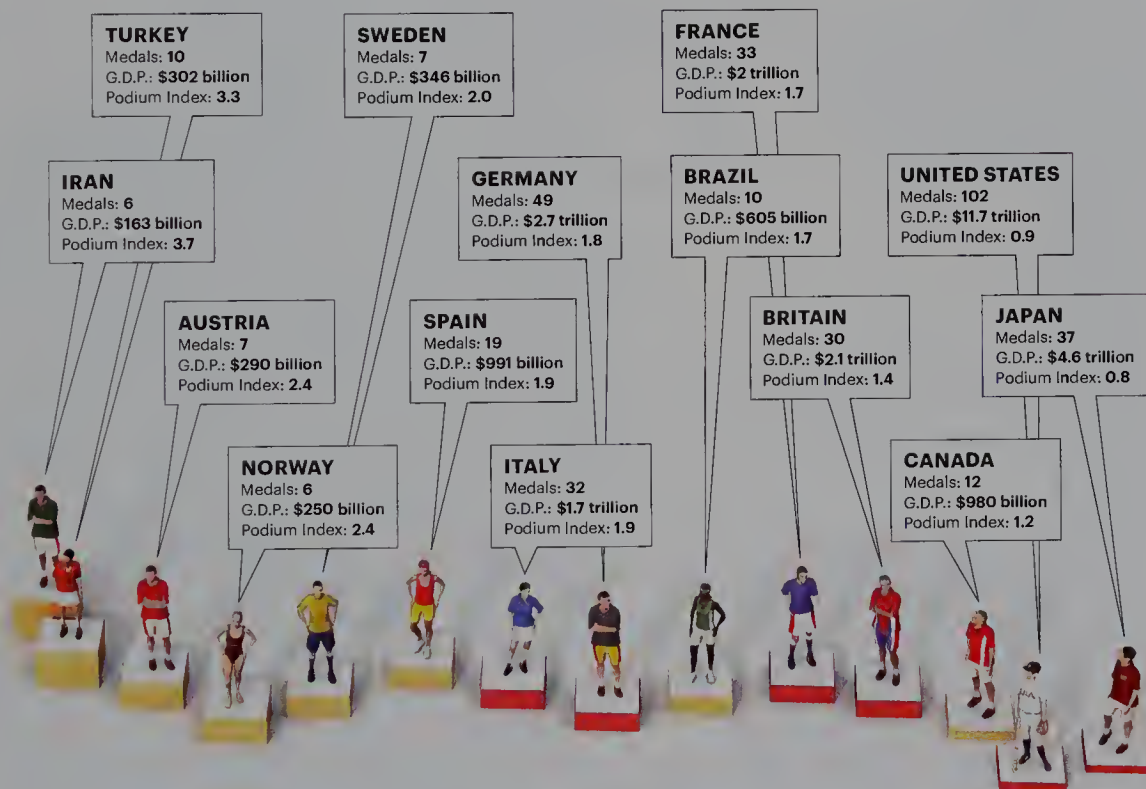 TURKEY
Medals: 10
G.D.P.: $302 billion
Podium Index: 3.3
SWEDEN
Medals: 7
G.D.P.: $346 billion
Podium Index: 2.0
FRANCE
Medals: 33
G.D.P.: $2 trillion
Podium Index: 1.7
IRAN
Medals: 6
G.D.P.: $163 billion
Podium Index: 3.7
GERMANY
Medals: 49
G.D.P.: $2.7 trillion
Podium Index: 1.8
BRAZIL
Medals: 10
G.D.P.: $605 billion
Podium Index: 1.7
UNITED STATES
Medals: 102
G.D.P.: $11.7 trillion
Podium Index: 0.9
AUSTRIA
Medals: 7
G.D.P.: $290 billion
Podium Index: 2.4
SPAIN
Medals: 19
G.D.P.: $991 billion
Podium Index: 1.9
BRITAIN
Medals: 30
G.D.P.: $2.1 trillion
Podium Index: 1.4
JAPAN
Medals: 37
G.D.P.: $4.6 trillion
Podium Index: 0.8
NORWAY
Medals: 6
G.D.P.: $250 billion
Podium Index: 2.4
ITALY
Medals: 32
G.D.P.: $1.7 trillion
Podium Index: 1.9
CANADA
Medals: 12
G.D.P.: $980 billion
Podium Index: 1.2